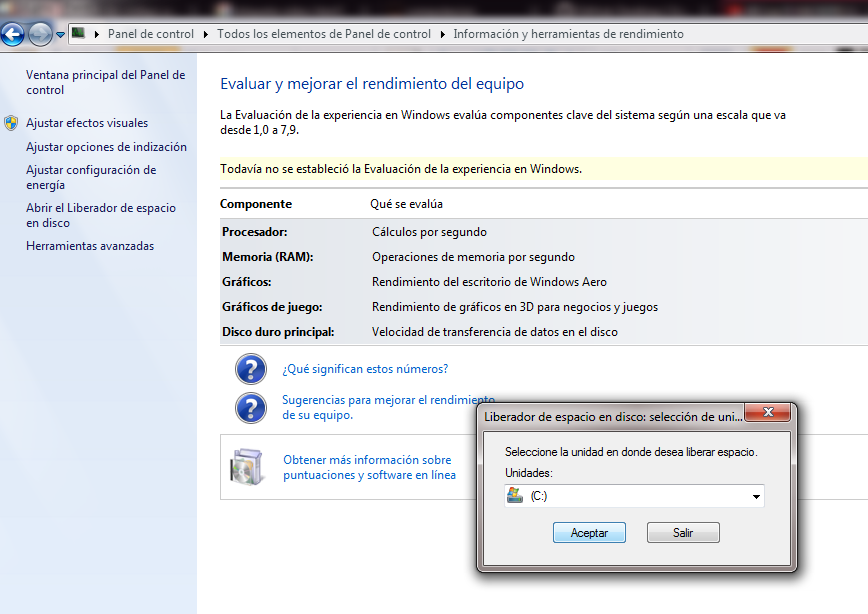 Panel de control
Todos los elementos de Panel de control
Información y herramientas de rendimiento
Ventana principal del Panel de
control
Ajustar efectos visuales
Ajustar opciones de indización
Ajustar configuración de
energía
Abrir el Liberador de espacio
en disco
Herramientas avanzadas
Evaluar y mejorar el rendimiento del equipo
La Evaluación de la experiencia en Windows evalúa componentes clave del sistema según una escala que va
desde 1,0 a 7,9.
Todavía no se estableció la Evaluación de la experiencia en Windows.
Componente Qué se evalúa
Procesador: Cálculos por segundo
Memoria (RAM): Operaciones de memoria por segundo
Gráficos: Rendimiento del escritorio de Windows Aero
Gráficos de juego: Rendimiento de gráficos en 3D para negocios y juegos
Disco duro principal: Velocidad de transferencia de datos en el disco
¿Qué significan estos números?
Sugerencias para mejorar el rendimiento
de su equipo.
Obtener más información sobre
puntuaciones y software en línea
Liberador de espacio en disco: selección de uni...
Seleccione la unidad en donde desea liberar espacio.
Unidades:
(C:)
Aceptar Salir